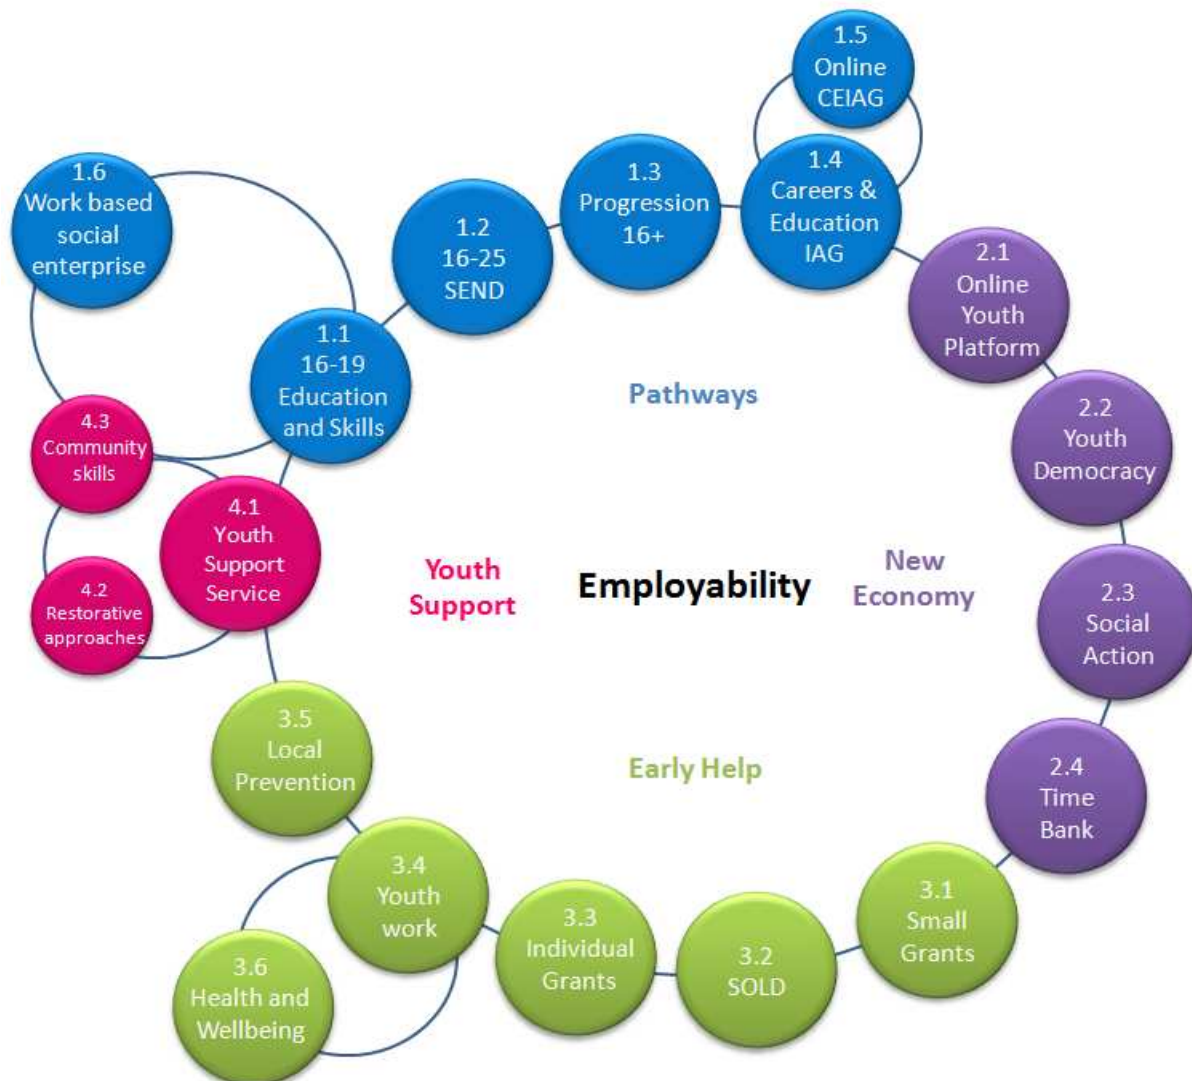 1.5
Online
CEIAG
1.6
Work based
social
enterprise
1.3
Progression
16+
1.4
Careers &
Education
IAG
1.2
16-25
SEND
2.1
Online
Youth
Platform
1.1
16-19
Education
and Skills
Pathways
4.3
Community
skills
2.2
Youth
Democracy
4.1
Youth
Support
Service
Youth
Support
Employability
New
Economy
4.2
Restorative
approaches
2.3
Social
Action
3.5
Local
Prevention
Early Help
2.4
Time
Bank
3.4
Youth
work
3.1
Small
Grants
3.3
Individual
Grants
3.2
SOLD
3.6
Health and
Wellbeing